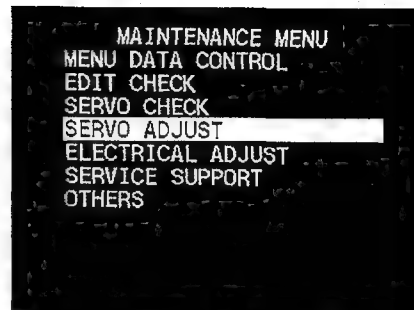 MAINTENANCE MENU
MENU DATA CONTROL
EDIT CHECK
SERVO CHECK
SERVO ADJUST
ELECTRICAL ADJUST
SERVICE SUPPORT
OTHERS